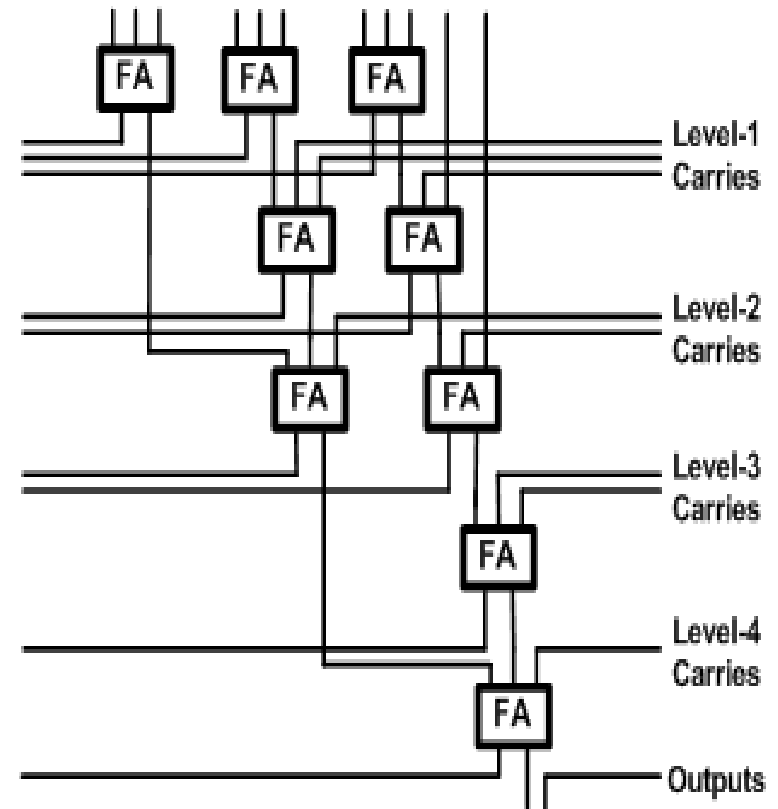 FA FA FA
Level-1
Carries
FA FA
Level-2
Carries
FA FA
Level-3
Carries
FA
Level-4
Carries
FA
Outputs